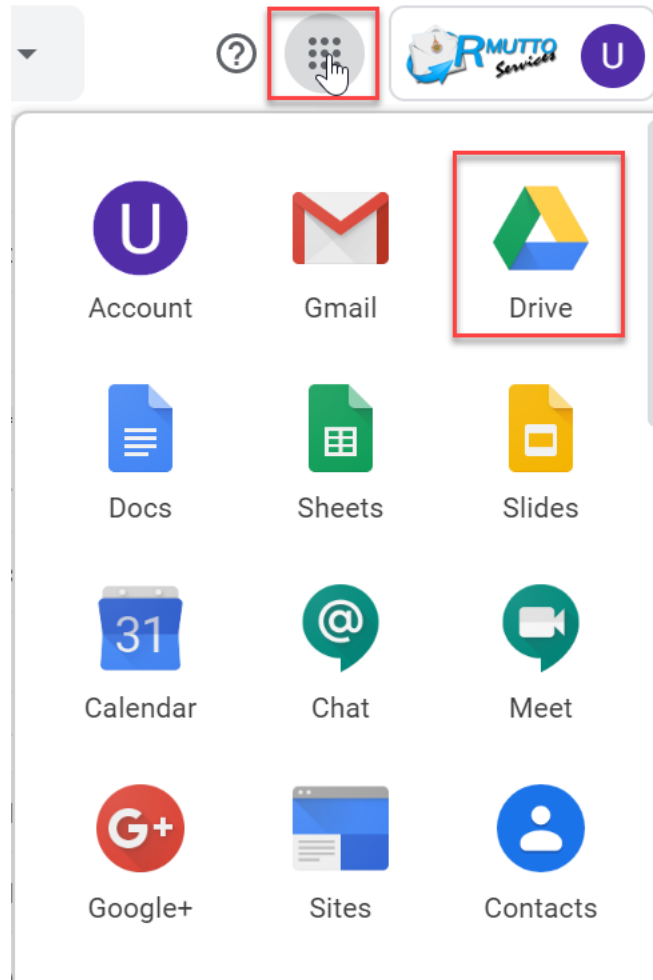 ?
RMUTTO
Services
U
U
Account
Gmail
Drive
Docs
Sheets
Slides
31
Calendar
@
Chat
Meet
G+
Google+
Sites
Contacts